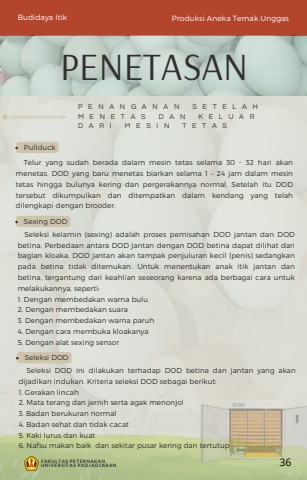 Budidaya Itik
Produksi Aneka Ternak Unggas
PENETASAN
PENANGANAN SETELAH
MENETAS DAN KELUAR
DARI MESIN TETAS
• Pullduck
Telur yang sudah berada dalam mesin tetas selama 30 - 32 hari akan
menetas. DOD yang baru menetas biarkan selama 1 – 24 jam dalam mesin
tetas hingga bulunya kering dan pergerakannya normal. Setelah itu DOD
tersebut dikumpulkan dan ditempatkan dalam kendang yang telah
dilengkapi dengan brooder.
• Sexing DOD
Seleksi kelamin (sexing) adalah proses pemisahan DOD jantan dan DOD
betina. Perbedaan antara DOD jantan dengan DOD betina dapat dilihat dari
bagian kloaka. DOD jantan akan tampak penjuluran kecil (penis) sedangkan
pada betina tidak ditemukan. Untuk menentukan anak itik jantan dan
betina, tergantung dari keahlian seseorang karena ada berbagai cara untuk
melakukannya, seperti:
1. Dengan membedakan warna bulu
2. Dengan membedakan suara
3. Dengan membedakan warna paruh
4. Dengan cara membuka kloakanya
5. Dengan alat sexing sensor
• Seleksi DOD
Seleksi DOD ini dilakukan terhadap DOD betina dan jantan yang akan
dijadikan indukan. Kriteria seleksi DOD sebagai berikut:
1. Gerakan lincah
2. Mata terang dan jernih serta agak menonjol
3. Badan berukuran normal
4. Badan sehat dan tidak cacat
5. Kaki lurus dan kuat
6. Nafsu makan baik dan sekitar pusar kering dan tertutup
FAKULTAS PETERNAKAN
UNIVERSITAS PADJADJARAN
36